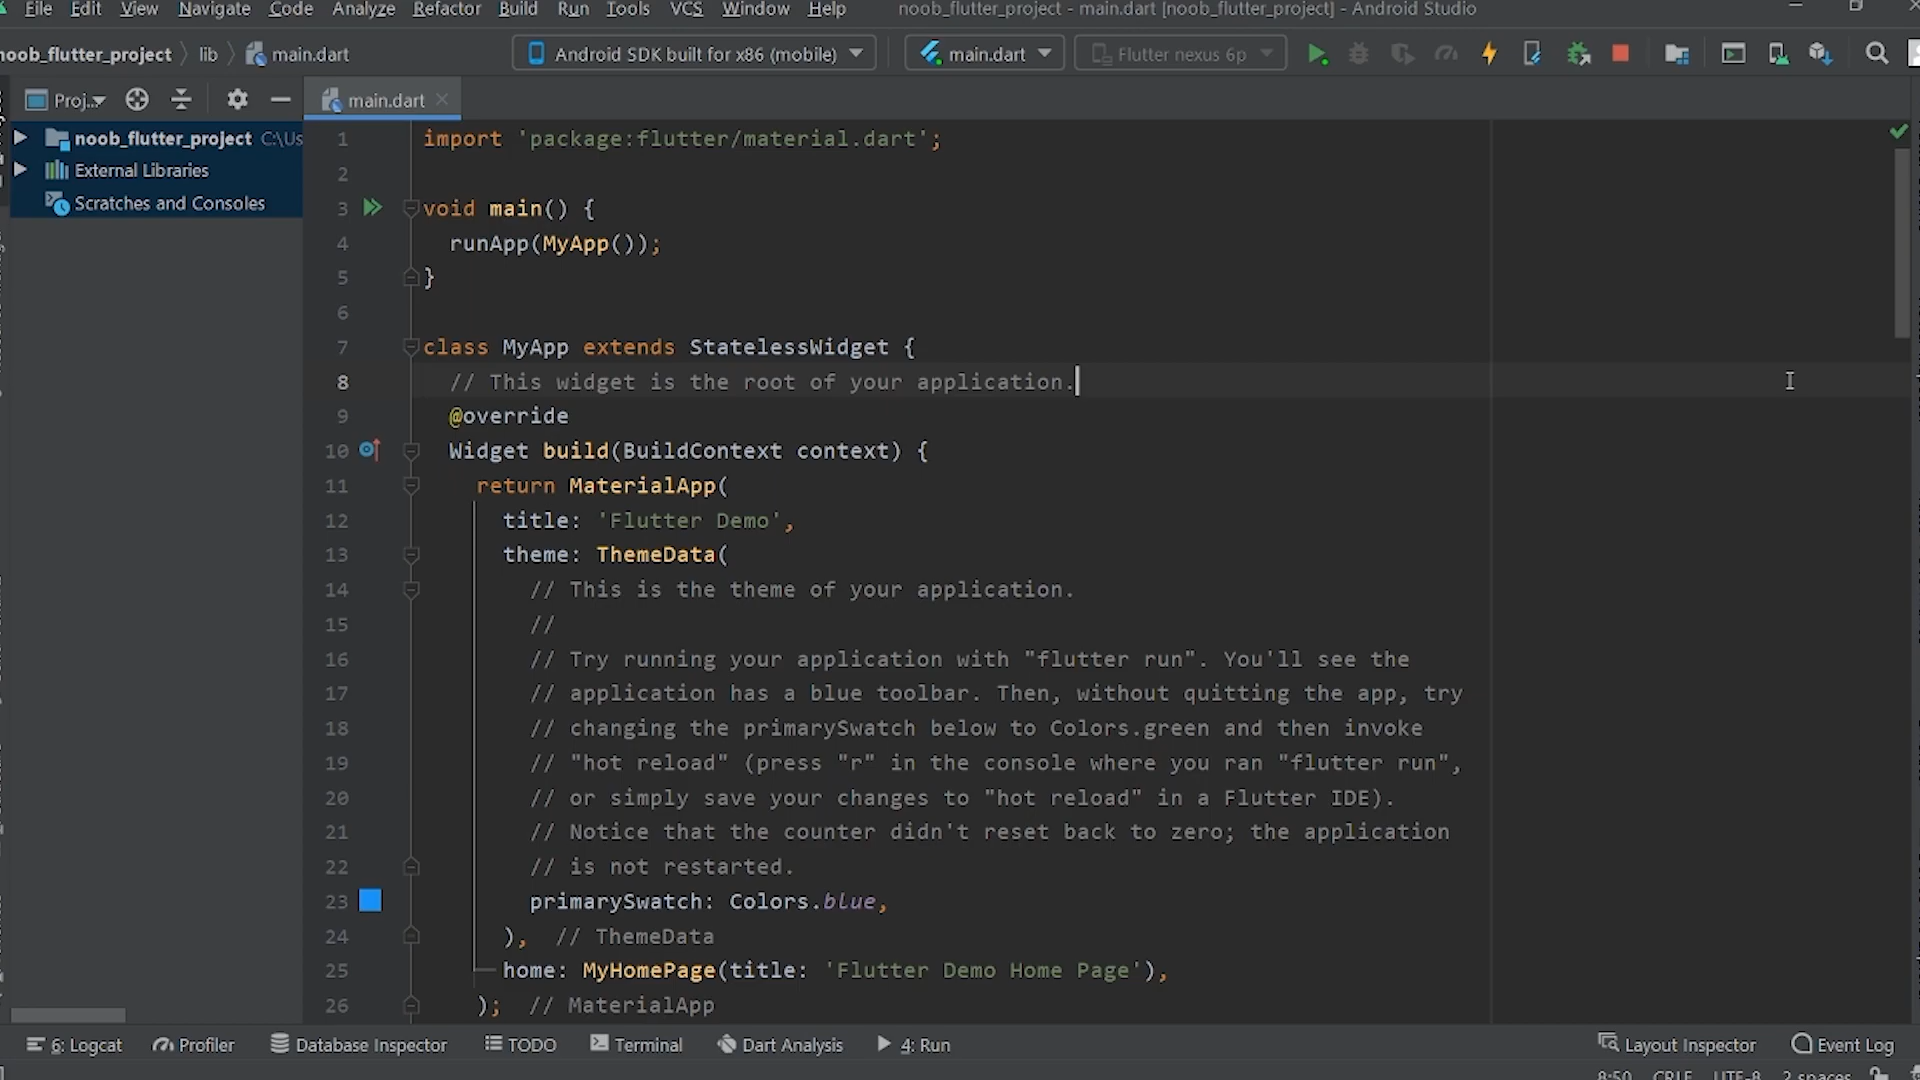 File Edit View Navigate Code Analyze Refactor Build Run Tools VCS Window Help noob_flutter_project - main.dart [noob_flutter_project] - Android Studio
noob_flutter_project lib main.dart Android SDK built for x86 (mobile) main.dart Flutter nexus 6p
Proj.. main.dart
noob_flutter_project C:\Us
External Libraries
Scratches and Consoles
1 import 'package:flutter/material.dart';
2
3 void main() {
4 runApp(MyApp());
5 }
6
7 class MyApp extends StatelessWidget {
8 // This widget is the root of your application.
9 @override
10 Widget build(BuildContext context) {
11 return MaterialApp(
12 title: 'Flutter Demo',
13 theme: ThemeData(
14 // This is the theme of your application.
15 //
16 // Try running your application with "flutter run". You'll see the
17 // application has a blue toolbar. Then, without quitting the app, try
18 // changing the primarySwatch below to Colors.green and then invoke
19 // "hot reload" (press "r" in the console where you ran "flutter run",
20 // or simply save your changes to "hot reload" in a Flutter IDE).
21 // Notice that the counter didn't reset back to zero; the application
22 // is not restarted.
23 primarySwatch: Colors.blue,
24 ), // ThemeData
25 home: MyHomePage(title: 'Flutter Demo Home Page'),
26 ); // MaterialApp
6: Logcat Profiler Database Inspector TODO Terminal Dart Analysis 4: Run Layout Inspector Event Log
8:50 CRLF UTF-8 2 spaces